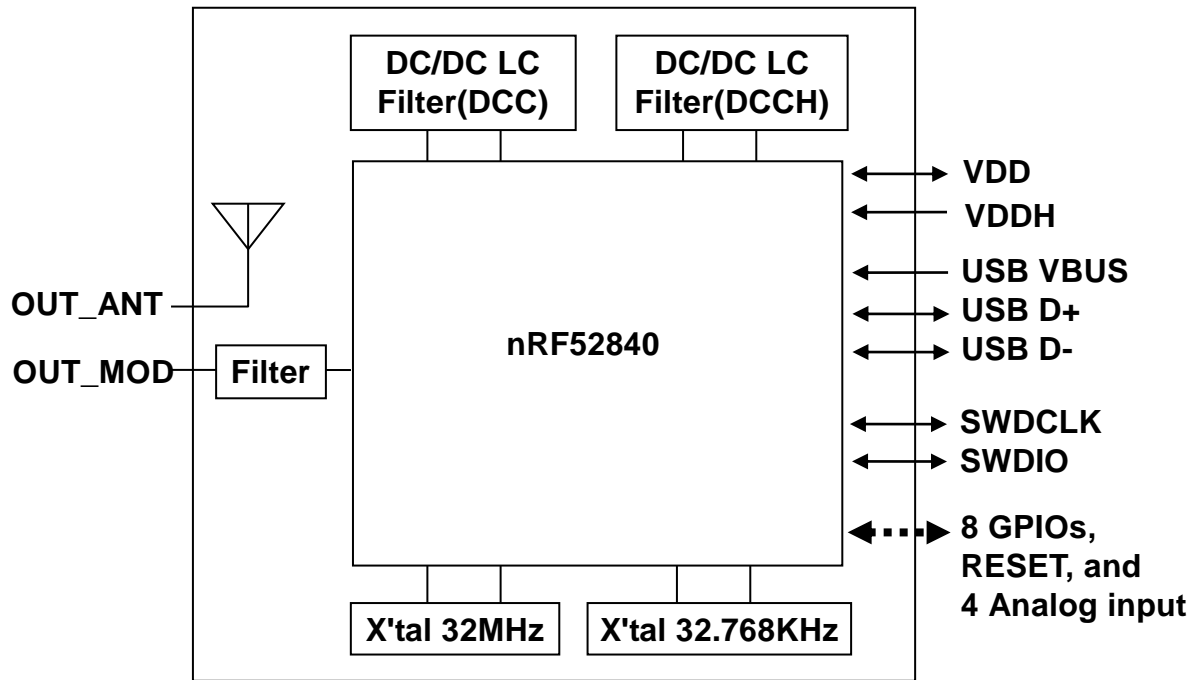 DC/DC LC
Filter(DCC)
DC/DC LC
Filter(DCCH)
VDD
VDDH
USB VBUS
USB D+
USB D-
OUT_ANT
OUT_MOD
Filter
nRF52840
SWDCLK
SWDIO
8 GPIOs,
RESET, and
4 Analog input
X'tal 32MHz
X'tal 32.768KHz